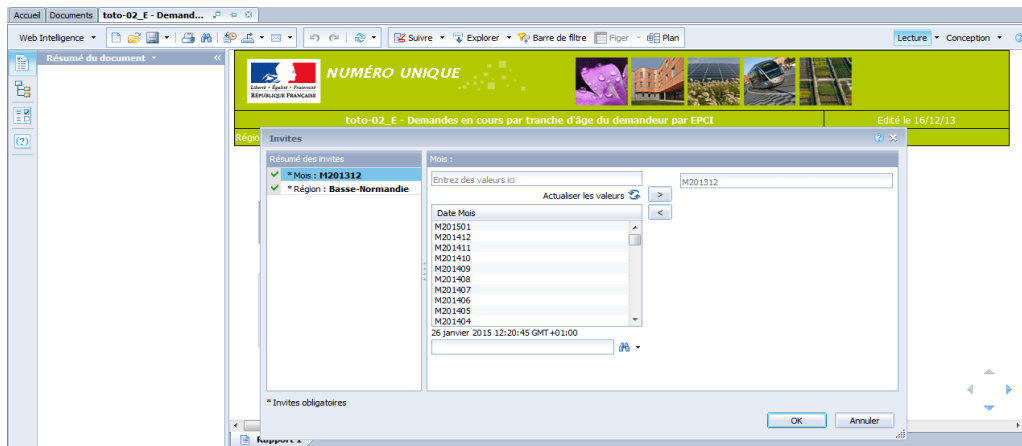 Accueil Documents toto-02_E - Demand...
Web Intelligence Suivre Explorer Barre de filtre Figer Plan Lecture Conception
Résumé du document
NUMÉRO UNIQUE
Liberté • Égalité • Fraternité
RÉPUBLIQUE FRANÇAISE
toto-02_E - Demandes en cours par tranche d'âge du demandeur par EPCI Edité le 16/12/13
Régio
Invites
Résumé des invites
* Mois : M201312
* Région : Basse-Normandie
Mois :
Entrez des valeurs ici
Actualiser les valeurs
> M201312
<
Date Mois
M201501
M201412
M201411
M201410
M201409
M201408
M201407
M201406
M201405
M201404
26 janvier 2015 12:20:45 GMT+01:00
* Invites obligatoires
OK Annuler
Rapport 1